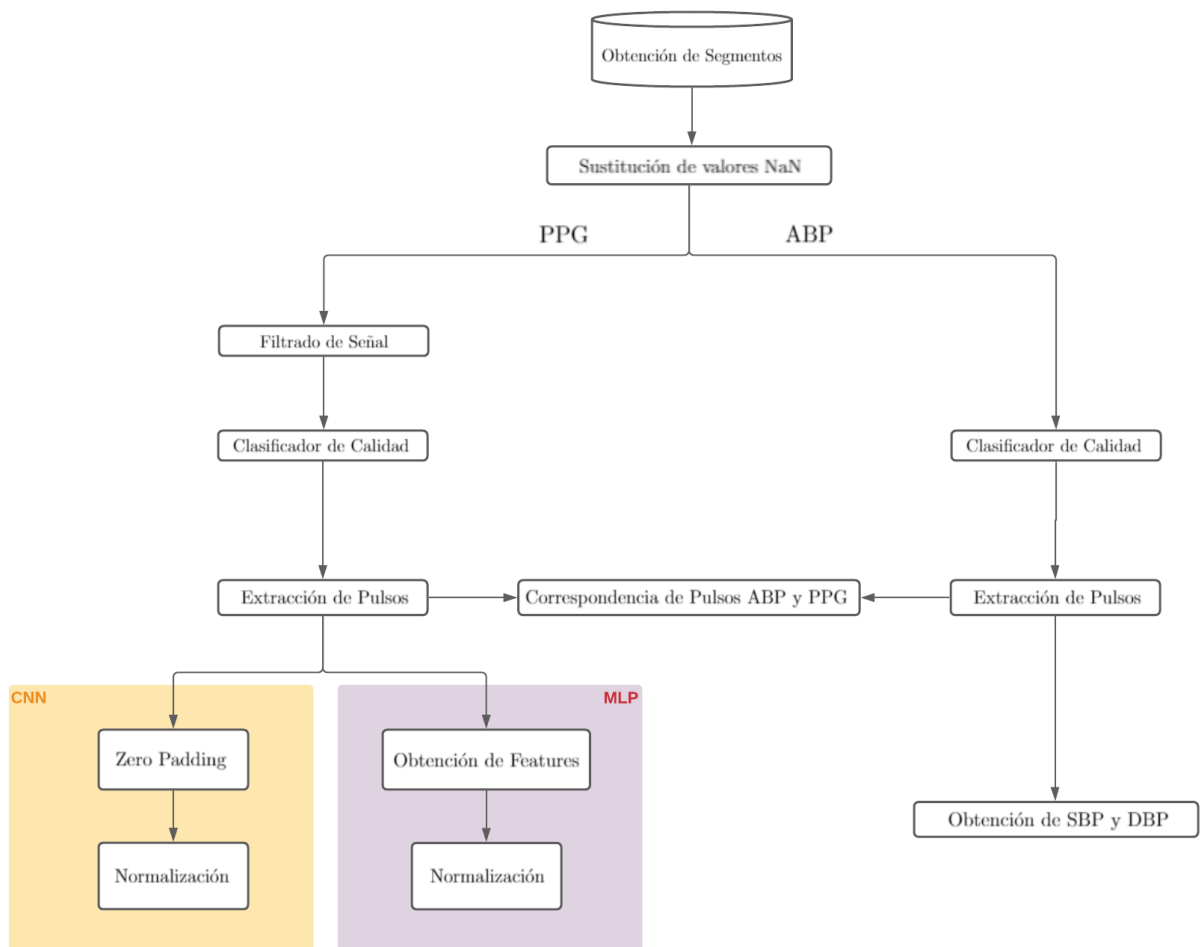 Obtención de Segmentos
Sustitución de valores NaN
PPG
ABP
Filtrado de Señal
Clasificador de Calidad
Clasificador de Calidad
Extracción de Pulsos
Correspondencia de Pulsos ABP y PPG
Extracción de Pulsos
CNN
MLP
Zero Padding
Obtención de Features
Obtención de SBP y DBP
Normalización
Normalización